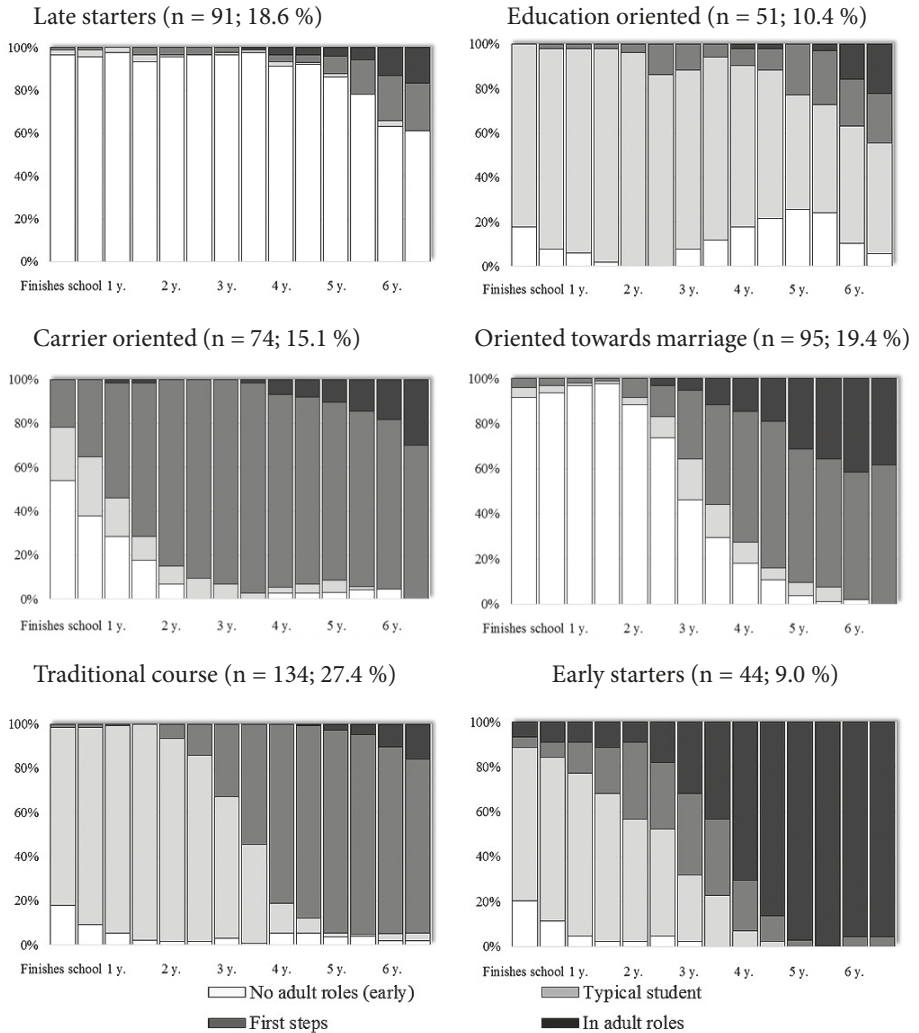 Late starters (n = 91; 18.6 %)
100%
80%
60%
40%
20%
0%
Finishes school 1 y. 2 y. 3 y. 4 y. 5 y. 6 y.
Education oriented (n = 51; 10.4 %)
100%
80%
60%
40%
20%
0%
Finishes school 1 y. 2 y. 3 y. 4 y. 5 y. 6 y.
Carrier oriented (n = 74; 15.1 %)
100%
80%
60%
40%
20%
0%
Finishes school 1 y. 2 y. 3 y. 4 y. 5 y. 6 y.
Oriented towards marriage (n = 95; 19.4 %)
100%
80%
60%
40%
20%
0%
Finishes school 1 y. 2 y. 3 y. 4 y. 5 y. 6 y.
Traditional course (n = 134; 27.4 %)
100%
80%
60%
40%
20%
0%
Finishes school 1 y. 2 y. 3 y. 4 y. 5 y. 6 y.
Early starters (n = 44; 9.0 %)
100%
80%
60%
40%
20%
0%
Finishes school 1 y. 2 y. 3 y. 4 y. 5 y. 6 y.
No adult roles (early)
Typical student
First steps
In adult roles